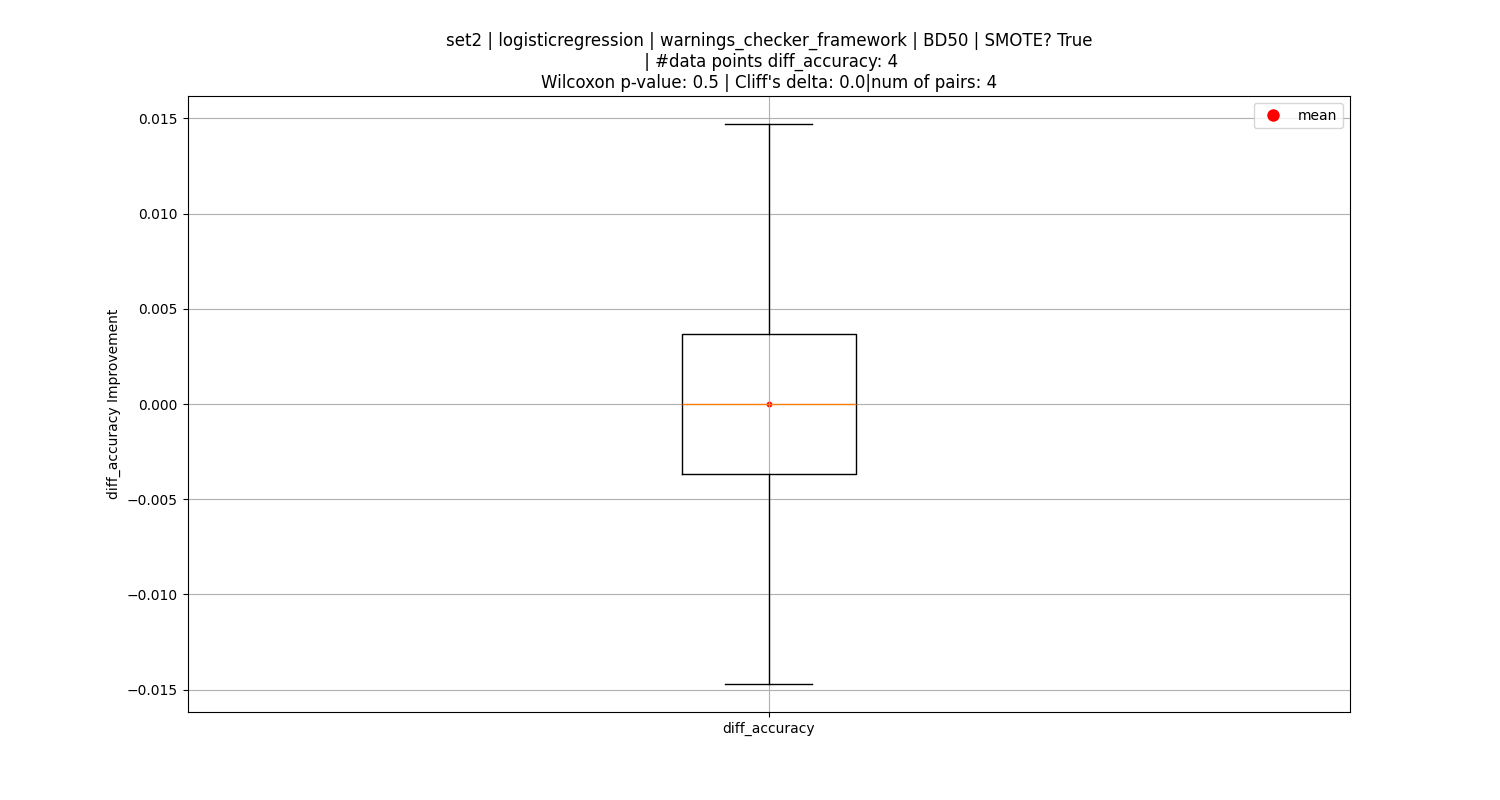 set2 | logisticregression | warnings_checker_framework | BD50 | SMOTE? True
| #data points diff_accuracy: 4
Wilcoxon p-value: 0.5 | Cliff's delta: 0.0|num of pairs: 4
mean
0.015
0.010
0.005
0.000
−0.005
−0.010
−0.015
diff_accuracy Improvement
diff_accuracy